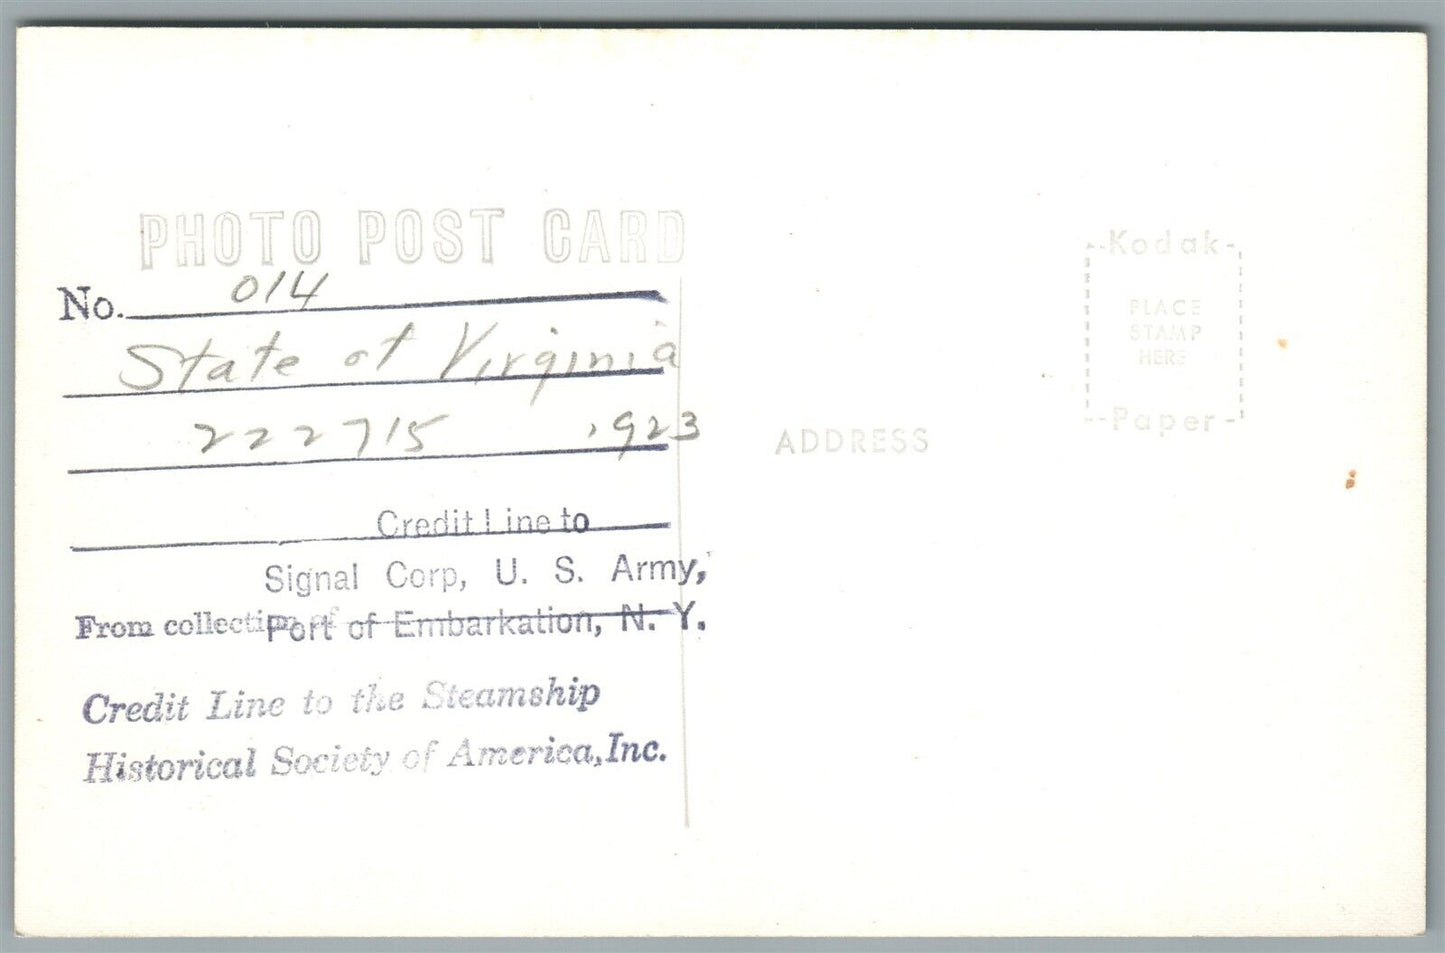 PHOTO POST CARD
No. 014
State of Virginia
222715 1923
Credit Line to
Signal Corp, U. S. Army,
From collection of
Port of Embarkation, N. Y.
Credit Line to the Steamship
Historical Society of America, Inc.
ADDRESS
Kodak
PLACE
STAMP
HERE
Paper